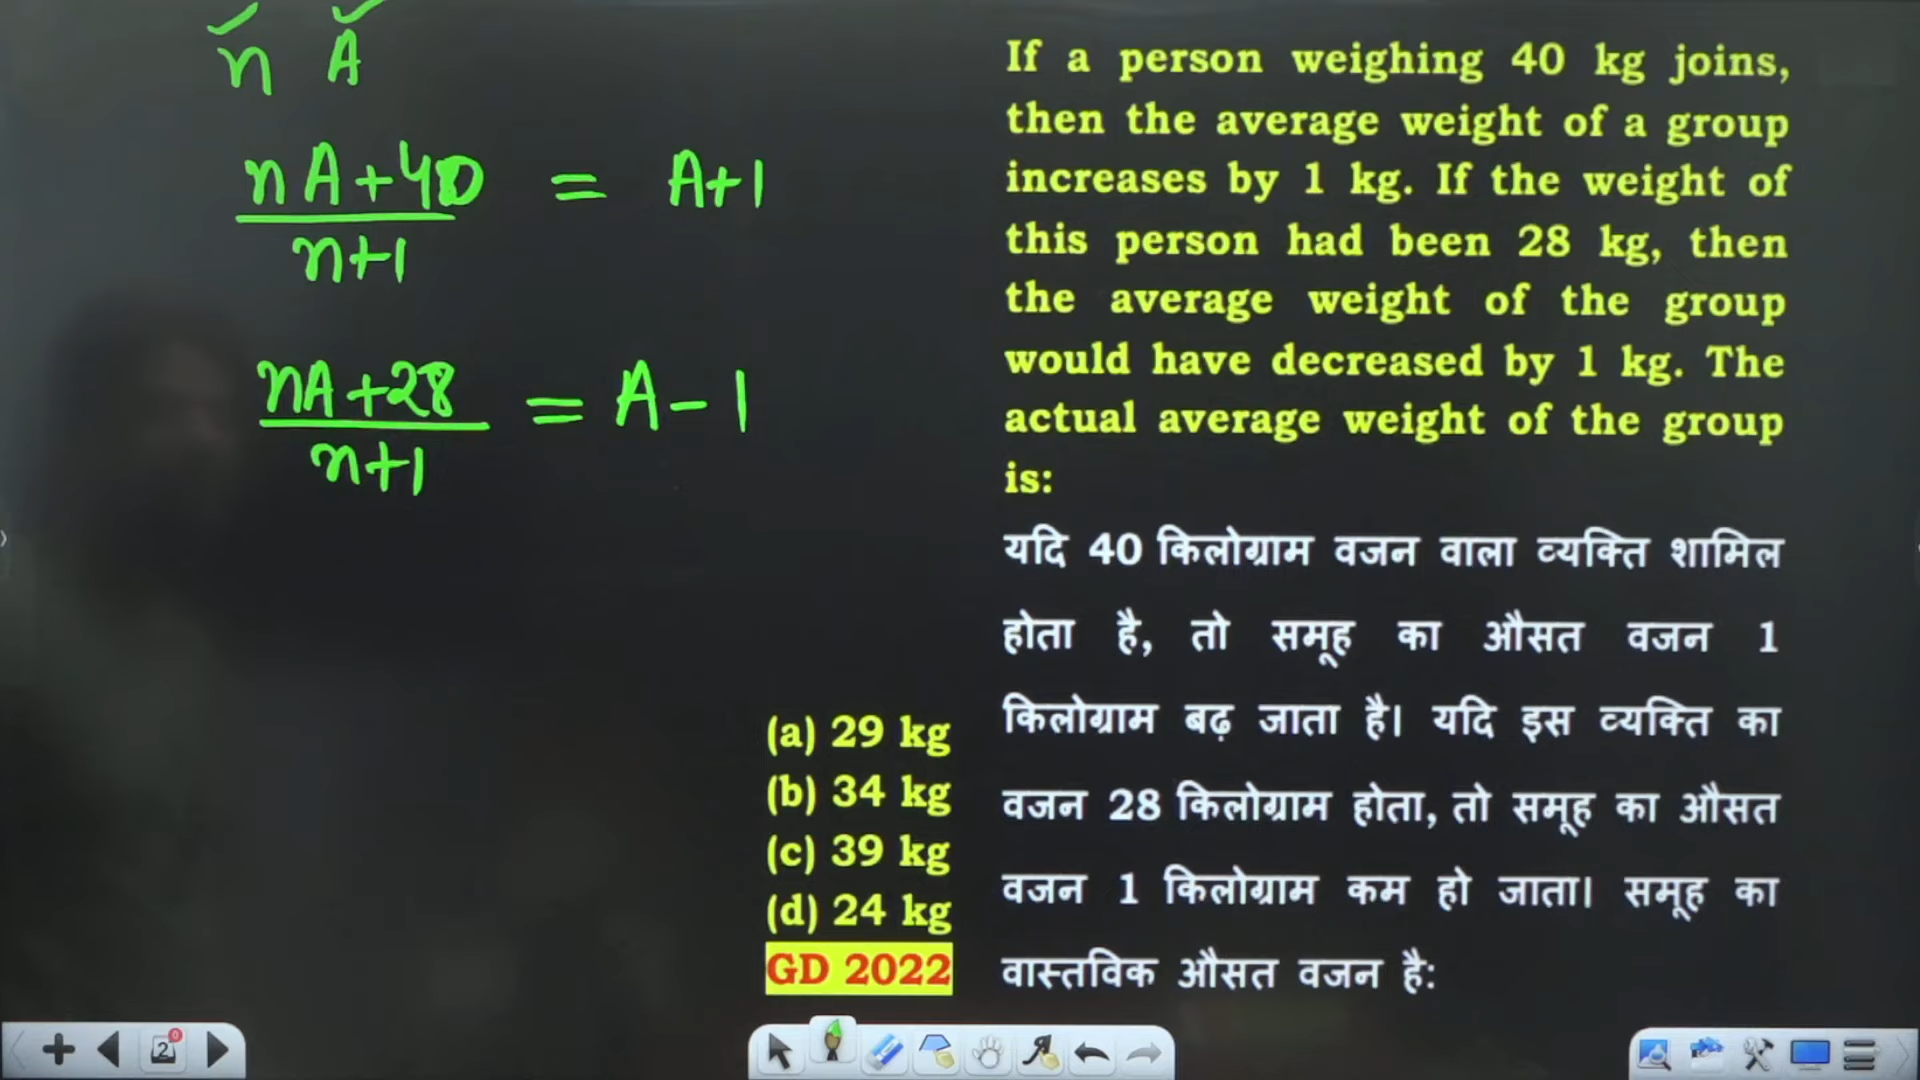 n A
nA+40 = A+1
n+1
nA+28 = A-1
n+1
If a person weighing 40 kg joins,
then the average weight of a group
increases by 1 kg. If the weight of
this person had been 28 kg, then
the average weight of the group
would have decreased by 1 kg. The
actual average weight of the group
is:
यदि 40 किलोग्राम वजन वाला व्यक्ति शामिल
होता है, तो समूह का औसत वजन 1
किलोग्राम बढ़ जाता है। यदि इस व्यक्ति का
वजन 28 किलोग्राम होता, तो समूह का औसत
वजन 1 किलोग्राम कम हो जाता। समूह का
वास्तविक औसत वजन है:
(a) 29 kg
(b) 34 kg
(c) 39 kg
(d) 24 kg
GD 2022
2
0